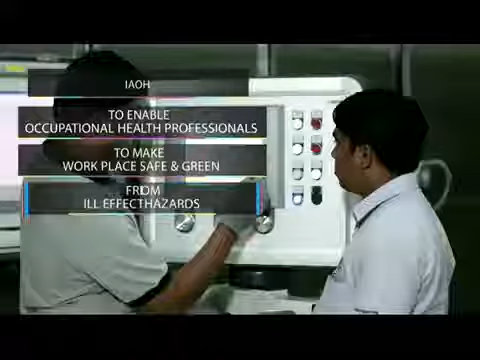 IAOH
TO ENABLE
OCCUPATIONAL HEALTH PROFESSIONALS
TO MAKE
WORK PLACE SAFE & GREEN
FROM
ILL EFFECTHAZARDS